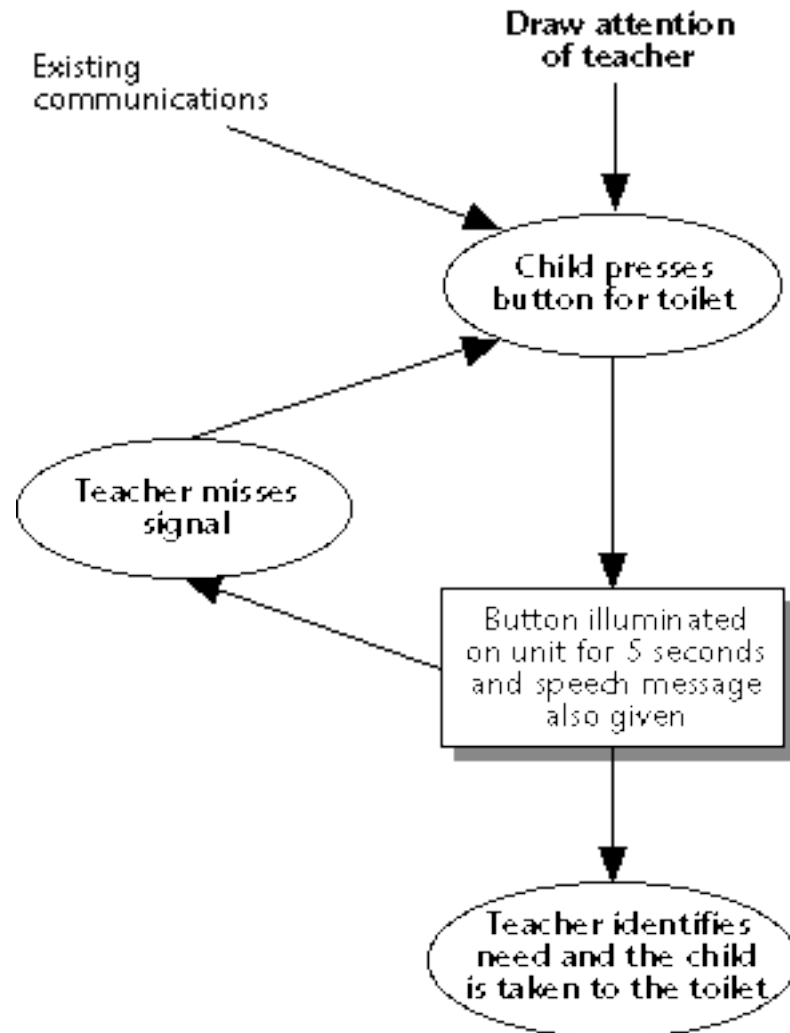 Draw attention
of teacher
Existing
communications
Child presses
button for toilet
Teacher misses
signal
Button illuminated
on unit for 5 seconds
and speech message
also given
Teacher identifies
need and the child
is taken to the toilet